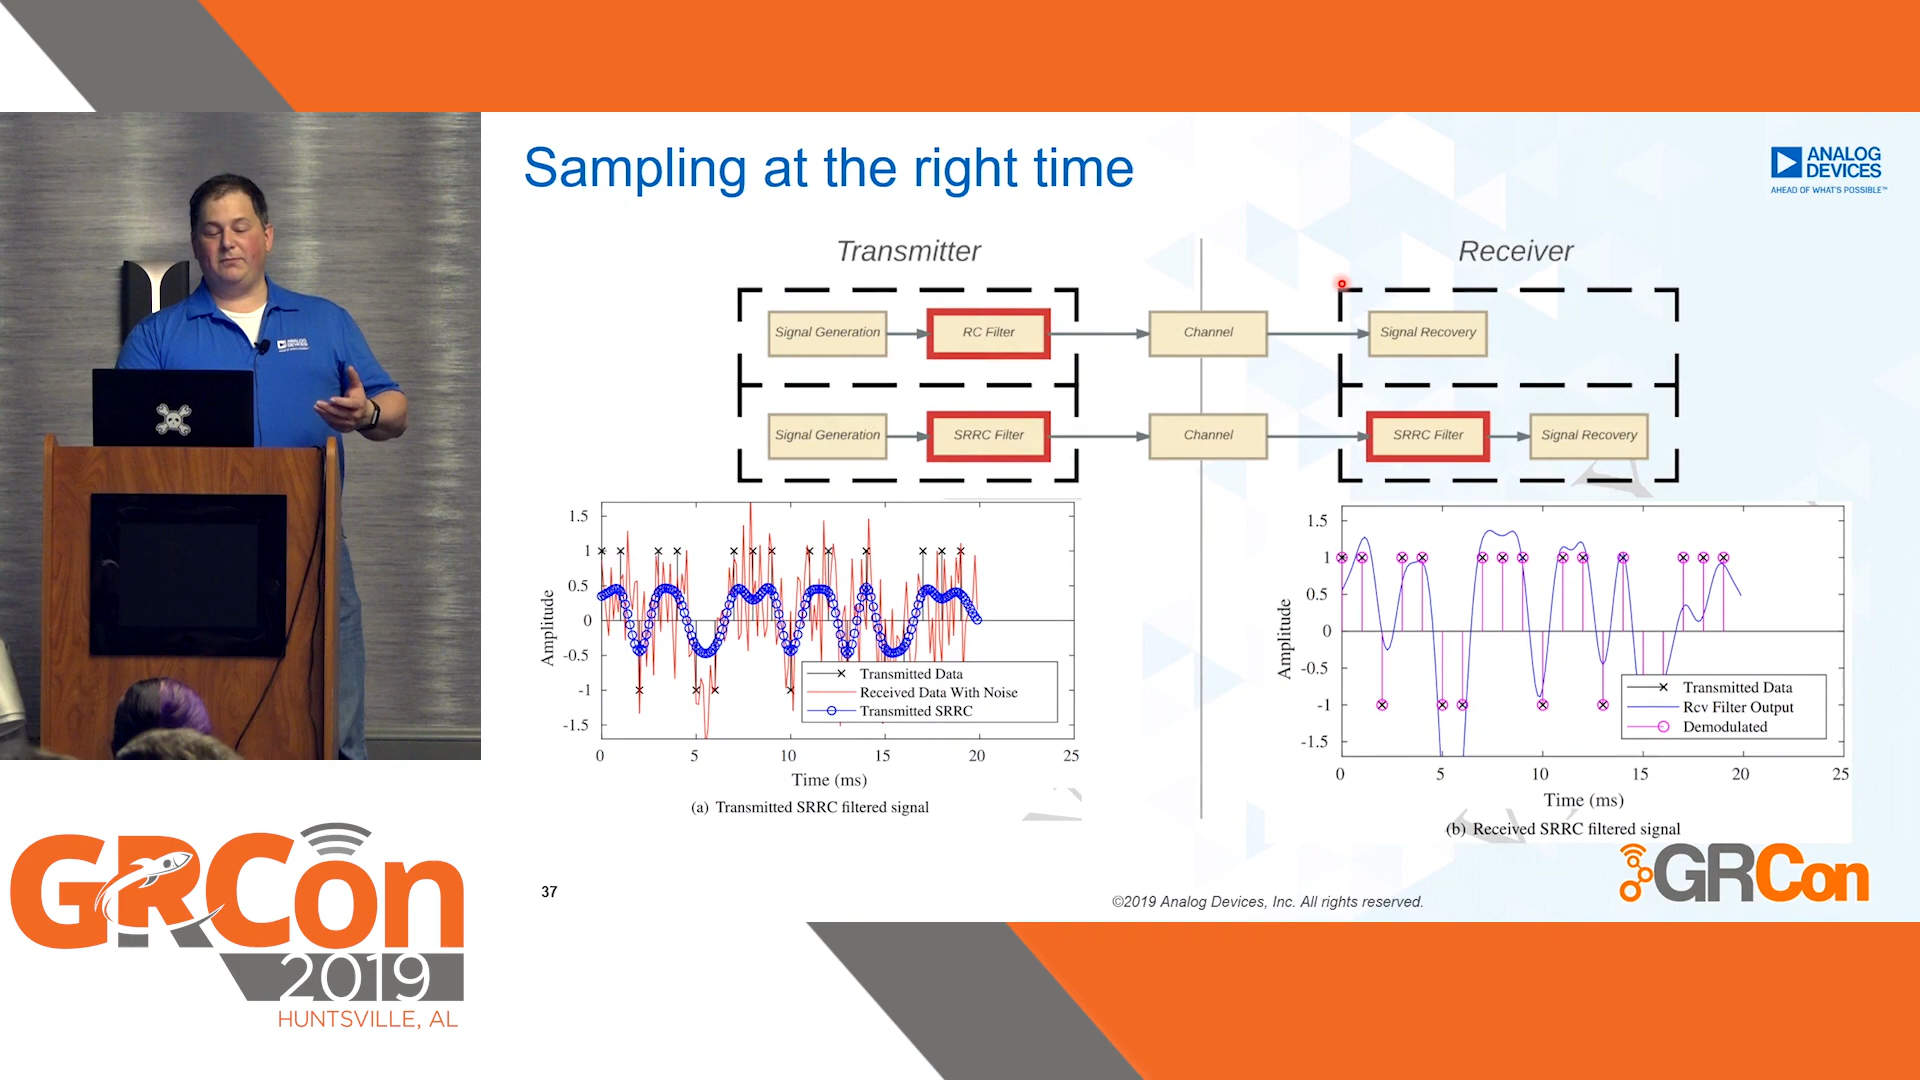 Sampling at the right time
ANALOG
DEVICES
AHEAD OF WHAT'S POSSIBLE™
Transmitter
Receiver
Signal Generation
RC Filter
Channel
Signal Recovery
Signal Generation
SRRC Filter
Channel
SRRC Filter
Signal Recovery
ANALOG
DEVICES
1.5
1
0.5
0
-0.5
-1
-1.5
Amplitude
Transmitted Data
Received Data With Noise
Transmitted SRRC
0 5 10 15 20 25
Time (ms)
(a) Transmitted SRRC filtered signal
1.5
1
0.5
0
-0.5
-1
-1.5
Amplitude
Transmitted Data
Rcv Filter Output
Demodulated
0 5 10 15 20 25
Time (ms)
(b) Received SRRC filtered signal
GRCon
37
©2019 Analog Devices, Inc. All rights reserved.
GRCon
2019
HUNTSVILLE, AL